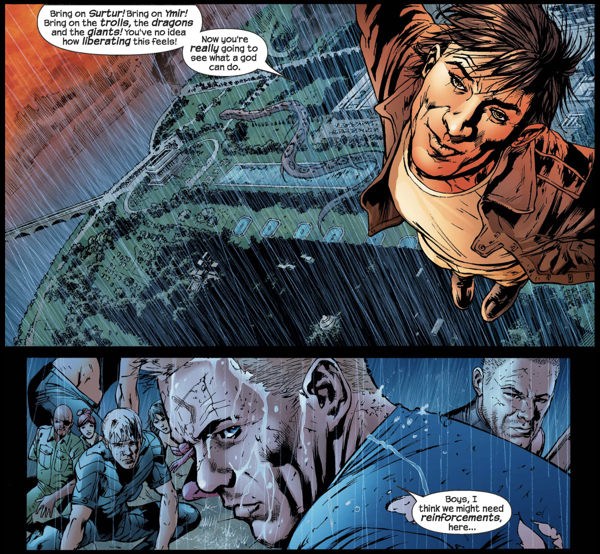 Bring on Surtur! Bring on Ymir!
Bring on the trolls, the dragons
and the giants! You've no idea
how liberating this feels!
Now you're
really going to
see what a god
can do.
Boys, I
think we might need
reinforcements,
here...